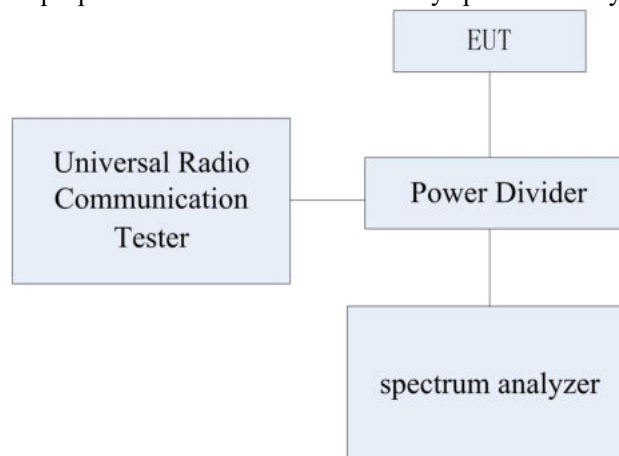 EUT
Universal Radio
Communication
Tester
Power Divider
spectrum analyzer